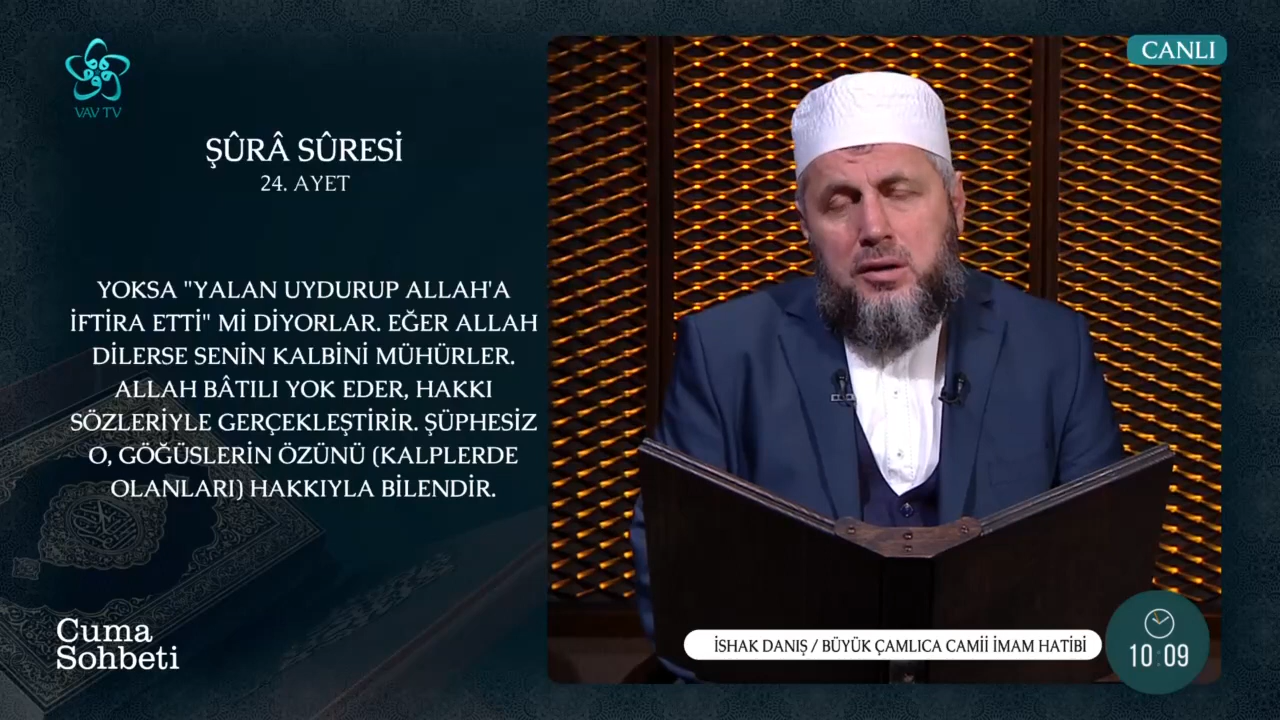 VAV TV
CANLI
ŞÛRÂ SÛRESİ
24. AYET
YOKSA "YALAN UYDURUP ALLAH'A
İFTİRA ETTİ" Mİ DİYORLAR. EĞER ALLAH
DİLERSE SENİN KALBİNİ MÜHÜRLER.
ALLAH BÂTILI YOK EDER, HAKKI
SÖZLERİYLE GERÇEKLEŞTİRİR. ŞÜPHESİZ
O, GÖĞÜSLERİN ÖZÜNÜ (KALPLERDE
OLANLARI) HAKKIYLA BİLENDİR.
Cuma
Sohbeti
İSHAK DANIŞ / BÜYÜK ÇAMLICA CAMİİ İMAM HATİBİ
10:09